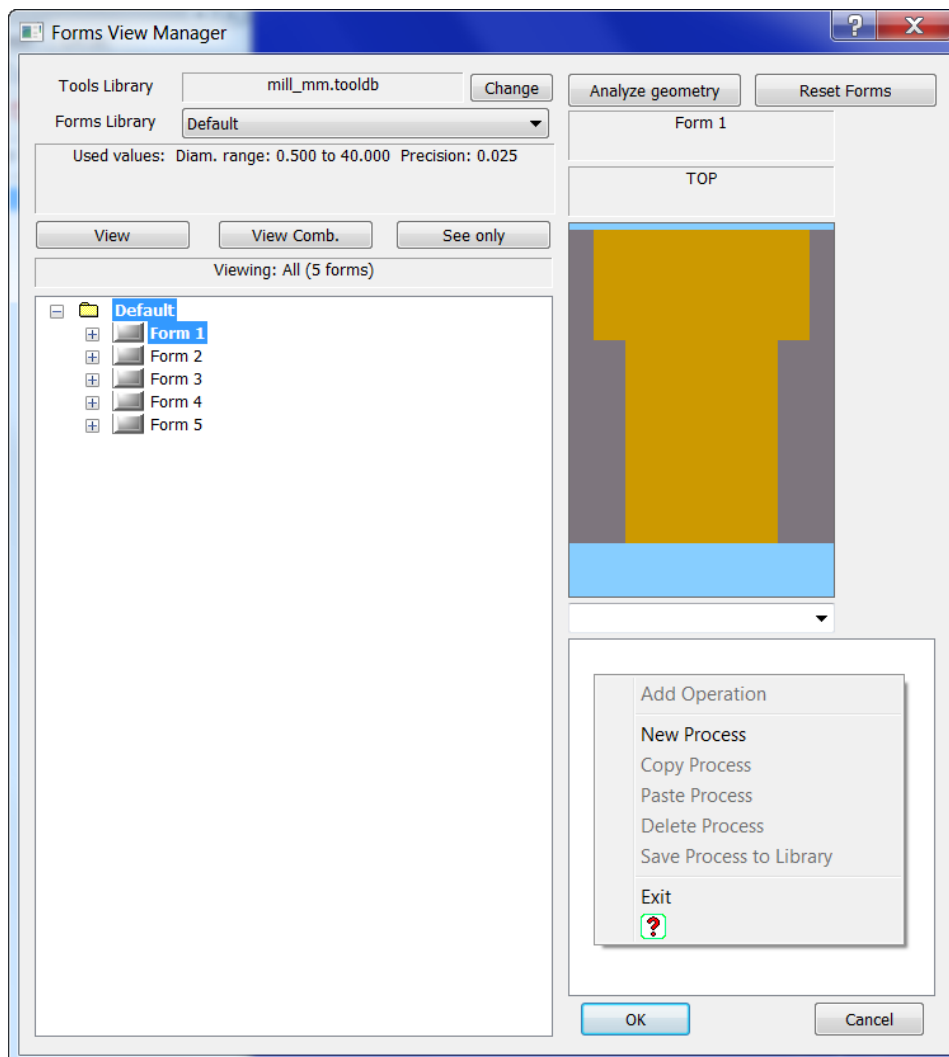 Forms View Manager
Tools Library mill_mm.tooldb Change
Forms Library Default
Used values: Diam. range: 0.500 to 40.000 Precision: 0.025
View View Comb. See only
Viewing: All (5 forms)
Default
Form 1
Form 2
Form 3
Form 4
Form 5
Analyze geometry Reset Forms
Form 1
TOP
Add Operation
New Process
Copy Process
Paste Process
Delete Process
Save Process to Library
Exit
?
OK Cancel